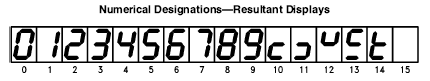 Numerical Designations—Resultant Displays
0 1 2 3 4 5 6 7 8 9
0 1 2 3 4 5 6 7 8 9 10 11 12 13 14 15